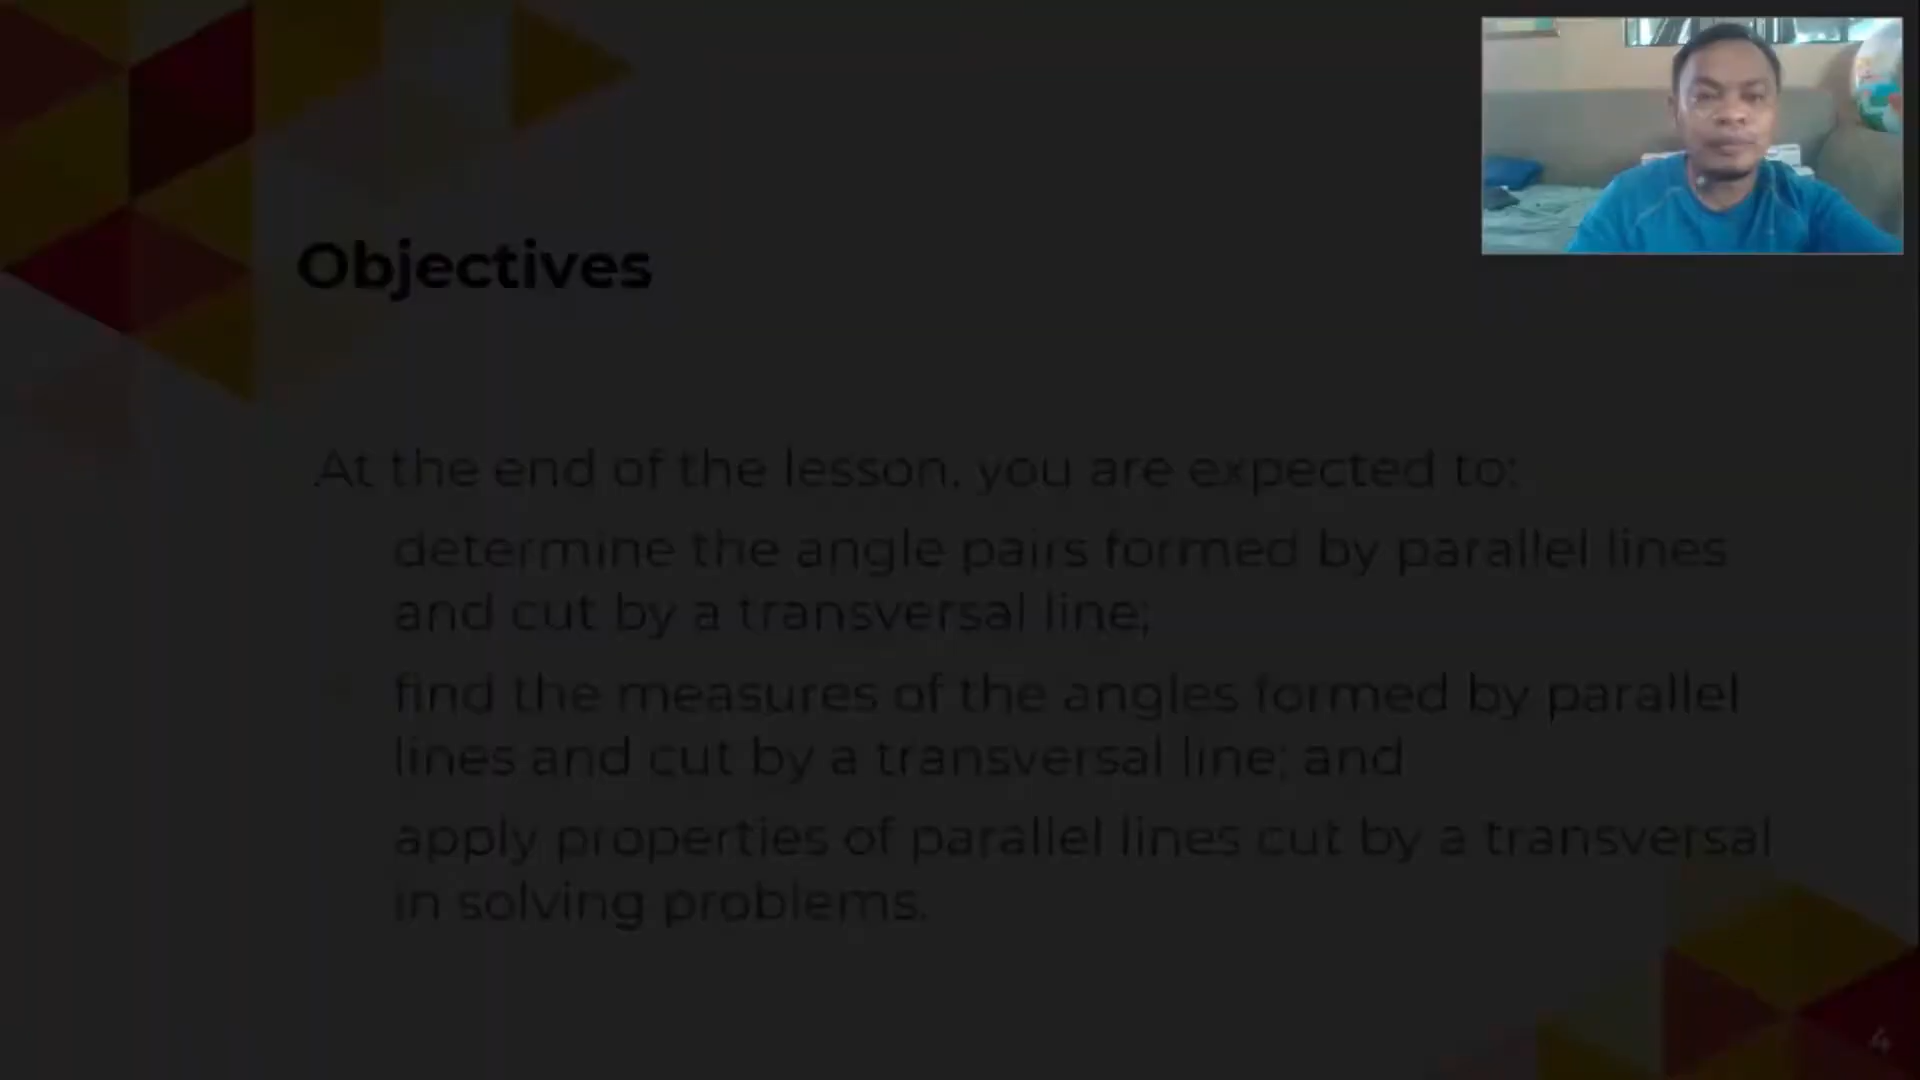 Objectives
At the end of the lesson, you are expected to:
determine the angle pairs formed by parallel lines
and cut by a transversal line;
find the measures of the angles formed by parallel
lines and cut by a transversal line; and
apply properties of parallel lines cut by a transversal
in solving problems.
4